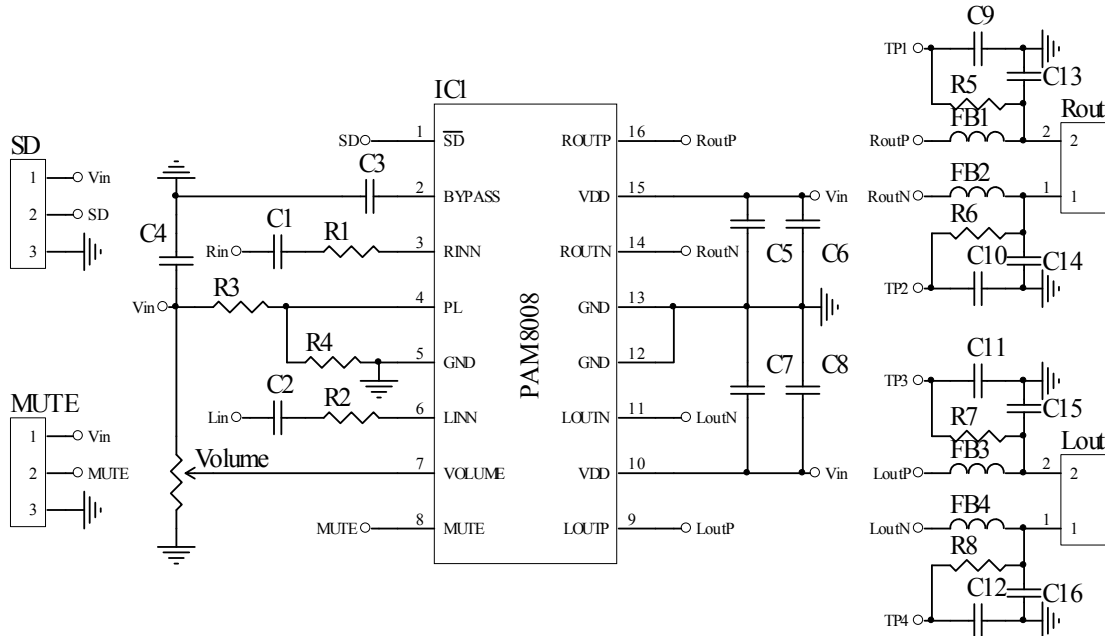 SD
1 Vin
2 SD
3
MUTE
1 Vin
2 MUTE
3
C4
Vin
C3
C1
R1
Rin
R3
R4
C2
R2
Lin
Volume
SD
MUTE
IC1
PAM8008
1 SD
2 BYPASS
3 RINN
4 PL
5 GND
6 LINN
7 VOLUME
8 MUTE
ROUTP 16 RoutP
VDD 15 Vin
ROUTN 14 RoutN
GND 13
GND 12
LOUTN 11 LoutN
VDD 10 Vin
LOUTP 9 LoutP
C5 C6
C7 C8
C9
TP1
C13
R5
FB1
RoutP
Rout
2 2
FB2
RoutN
1 1
R6
C10 C14
TP2
C11
TP3
C15
R7
FB3
LoutP
Lout
2 2
FB4
LoutN
1 1
R8
C12 C16
TP4